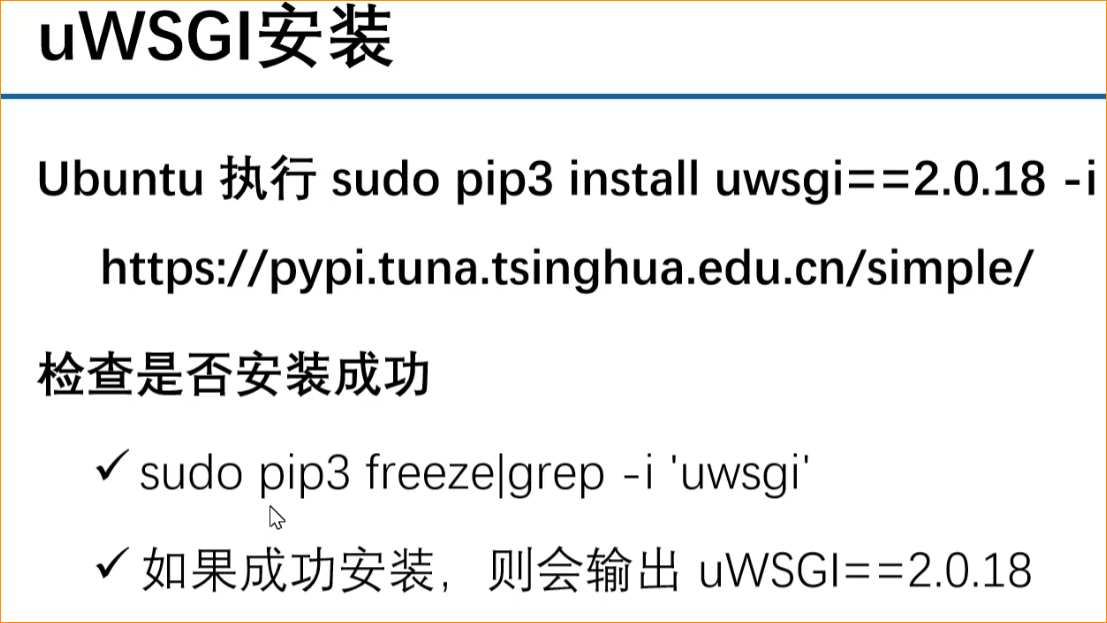 uWSGI安装
Ubuntu 执行 sudo pip3 install uwsgi==2.0.18 -i
https://pypi.tuna.tsinghua.edu.cn/simple/
检查是否安装成功
✓ sudo pip3 freeze|grep -i 'uwsgi'
✓ 如果成功安装，则会输出 uWSGI==2.0.18